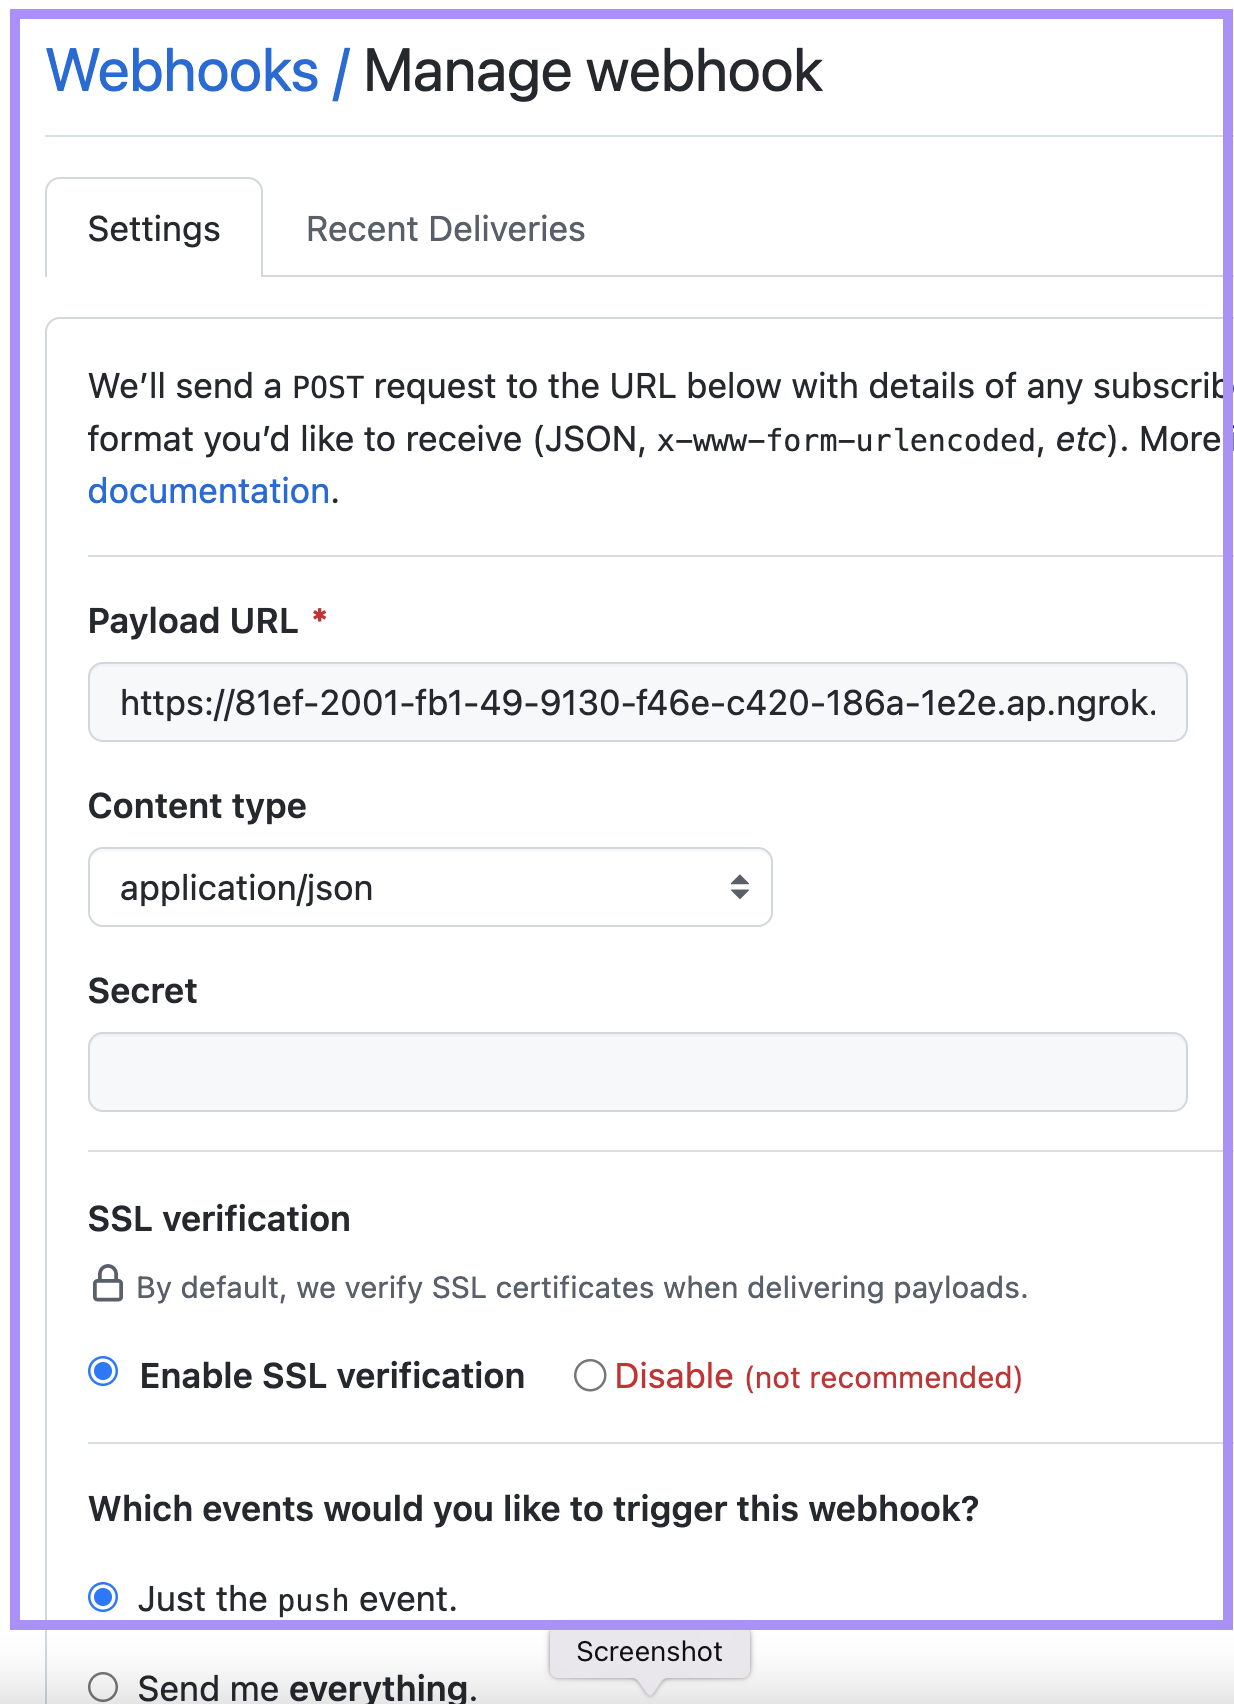 Webhooks / Manage webhook
Settings
Recent Deliveries
We'll send a POST request to the URL below with details of any
format you'd like to receive (JSON, x-www-form-urlencoded, etc). More
documentation.
Payload URL *
https://81ef-2001-fb1-49-9130-f46e-c420-186a-1e2e.ap.ngrok.
Content type
application/json
Secret
SSL verification
By default, we verify SSL certificates when delivering payloads.
Enable SSL verification
Disable (not recommended)
Which events would you like to trigger this webhook?
Just the push event.
Screenshot
Send me everything.